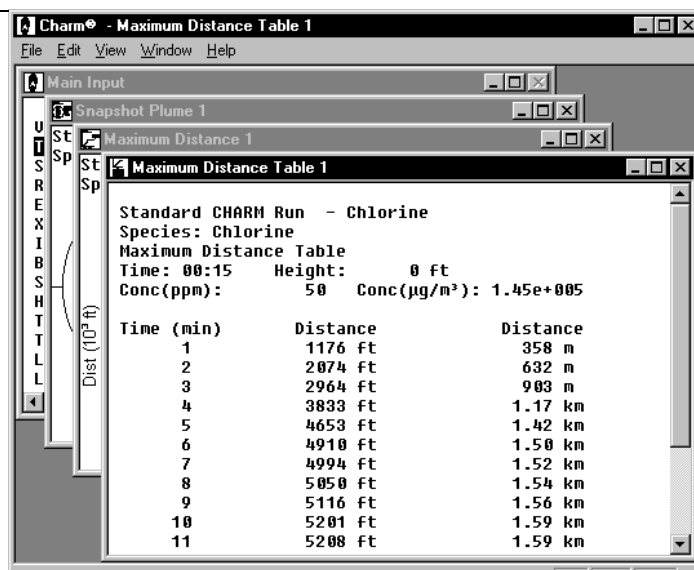 Charm® - Maximum Distance Table 1
File Edit View Window Help
Main Input
Snapshot Plume 1
Maximum Distance 1
Maximum Distance Table 1
U
T
S
R
E
X
I
B
S
H
T
T
L
L
St
Sp
St
Sp
Dist (10³ ft)
Standard CHARM Run - Chlorine
Species: Chlorine
Maximum Distance Table
Time: 00:15 Height: 0 ft
Conc(ppm): 50 Conc(µg/m³): 1.45e+005
Time (min) Distance Distance
1 1176 ft 358 m
2 2074 ft 632 m
3 2964 ft 903 m
4 3833 ft 1.17 km
5 4653 ft 1.42 km
6 4910 ft 1.50 km
7 4994 ft 1.52 km
8 5050 ft 1.54 km
9 5116 ft 1.56 km
10 5201 ft 1.59 km
11 5208 ft 1.59 km